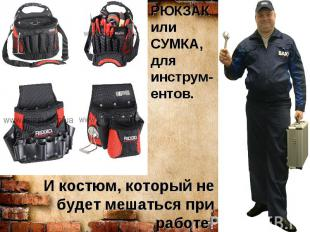 РЮКЗАК
или
СУМКА,
для
инструм-
ентов.
И костюм, который не
будет мешаться при
работе!